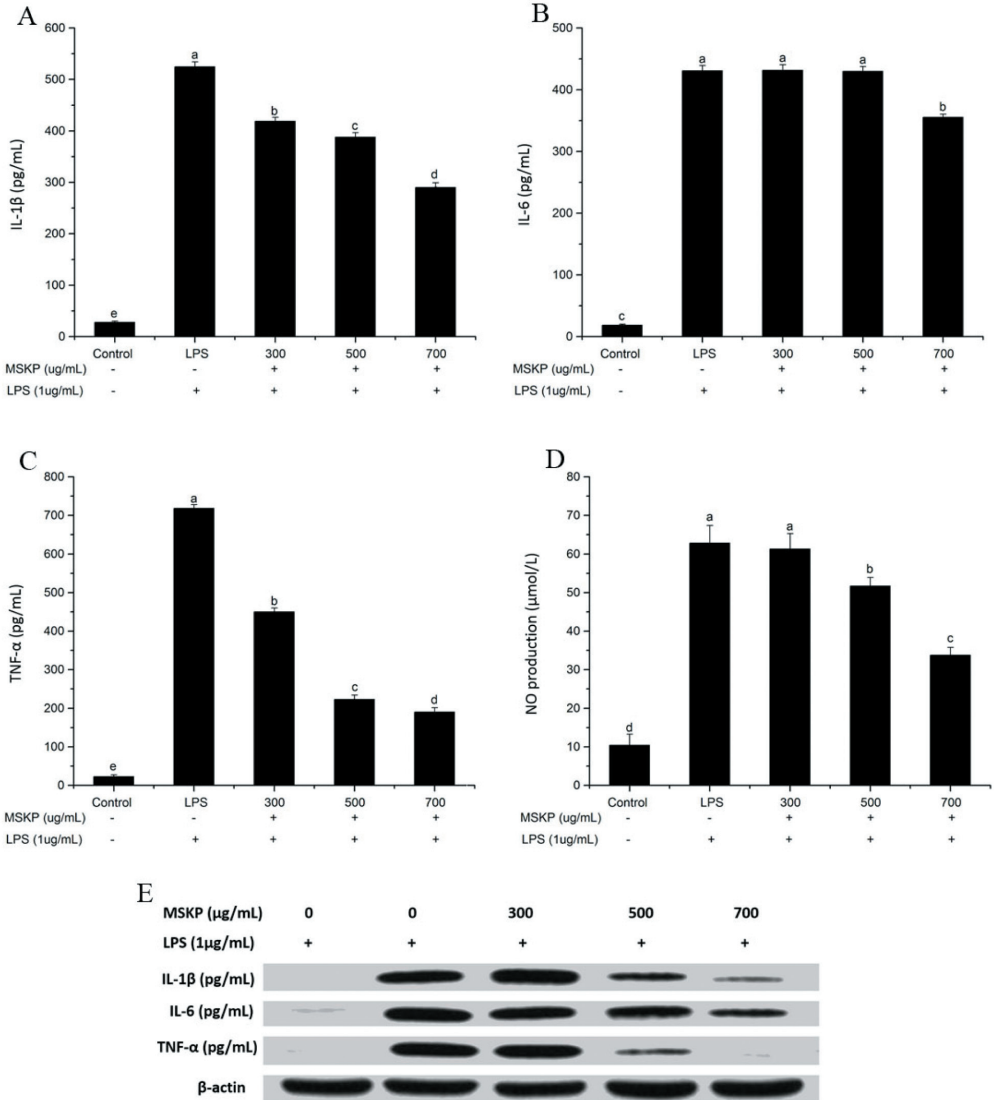 A
600
500
400
300
200
100
0
IL-1β (pg/mL)
a
b
c
d
e
Control LPS 300 500 700
MSKP (ug/mL) - - + + +
LPS (1ug/mL) - + + + +
B
500
400
300
200
100
0
IL-6 (pg/mL)
a
a
a
b
c
Control LPS 300 500 700
MSKP (ug/mL) - - + + +
LPS (1ug/mL) - + + + +
C
800
700
600
500
400
300
200
100
0
TNF-α (pg/mL)
a
b
c
d
e
Control LPS 300 500 700
MSKP (ug/mL) - - + + +
LPS (1ug/mL) - + + + +
D
80
70
60
50
40
30
20
10
0
NO production (μmol/L)
a
a
b
c
d
Control LPS 300 500 700
MSKP (ug/mL) - - + + +
LPS (1ug/mL) - + + + +
E
MSKP (μg/mL) 0 0 300 500 700
LPS (1μg/mL) + + + + +
IL-1β (pg/mL)
IL-6 (pg/mL)
TNF-α (pg/mL)
β-actin